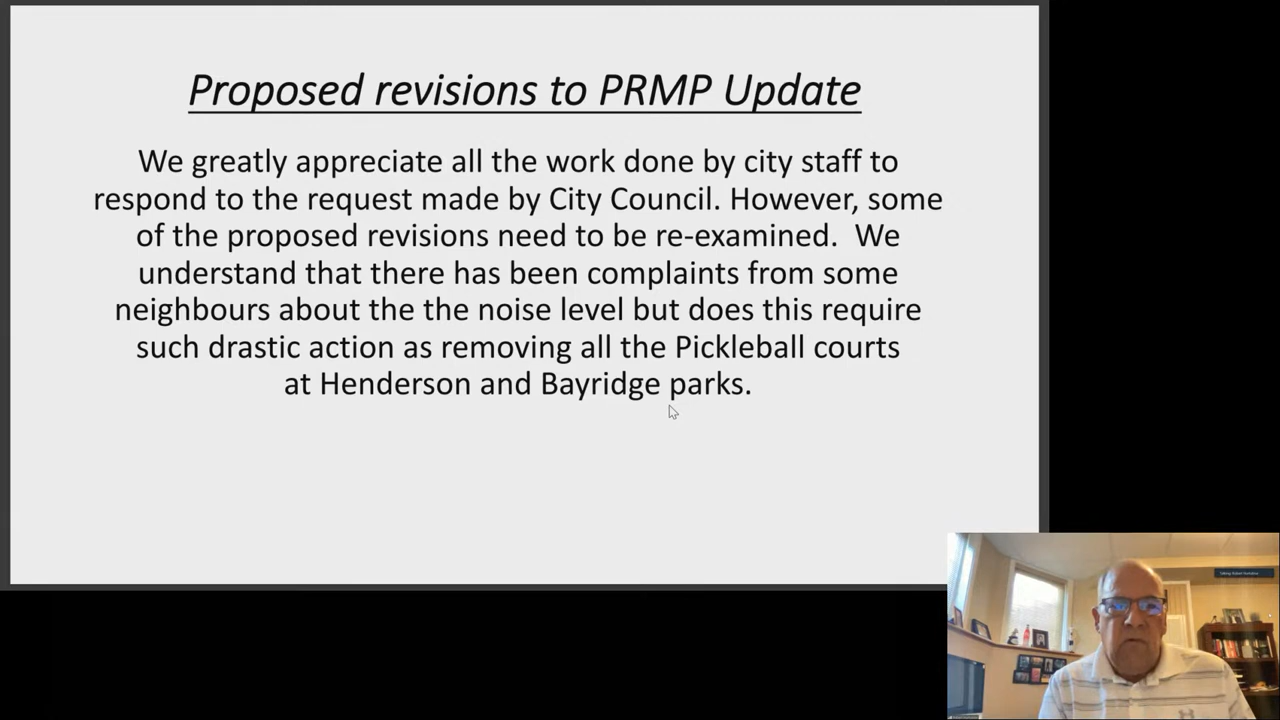 Proposed revisions to PRMP Update
We greatly appreciate all the work done by city staff to
respond to the request made by City Council. However, some
of the proposed revisions need to be re-examined.  We
understand that there has been complaints from some
neighbours about the the noise level but does this require
such drastic action as removing all the Pickleball courts
at Henderson and Bayridge parks.